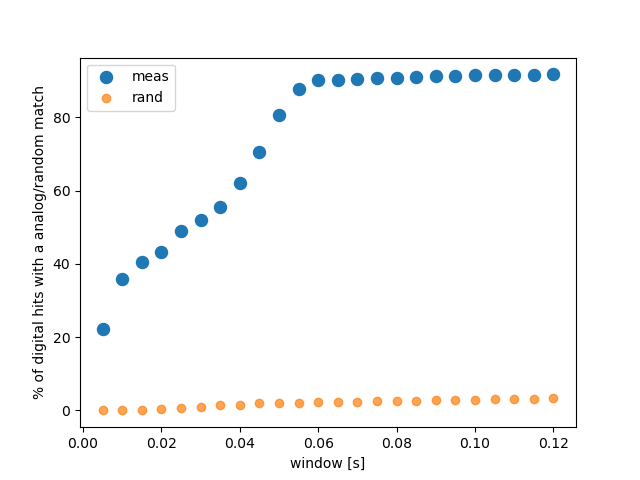 meas
rand
% of digital hits with a analog/random match
80
60
40
20
0
0.00 0.02 0.04 0.06 0.08 0.10 0.12
window [s]